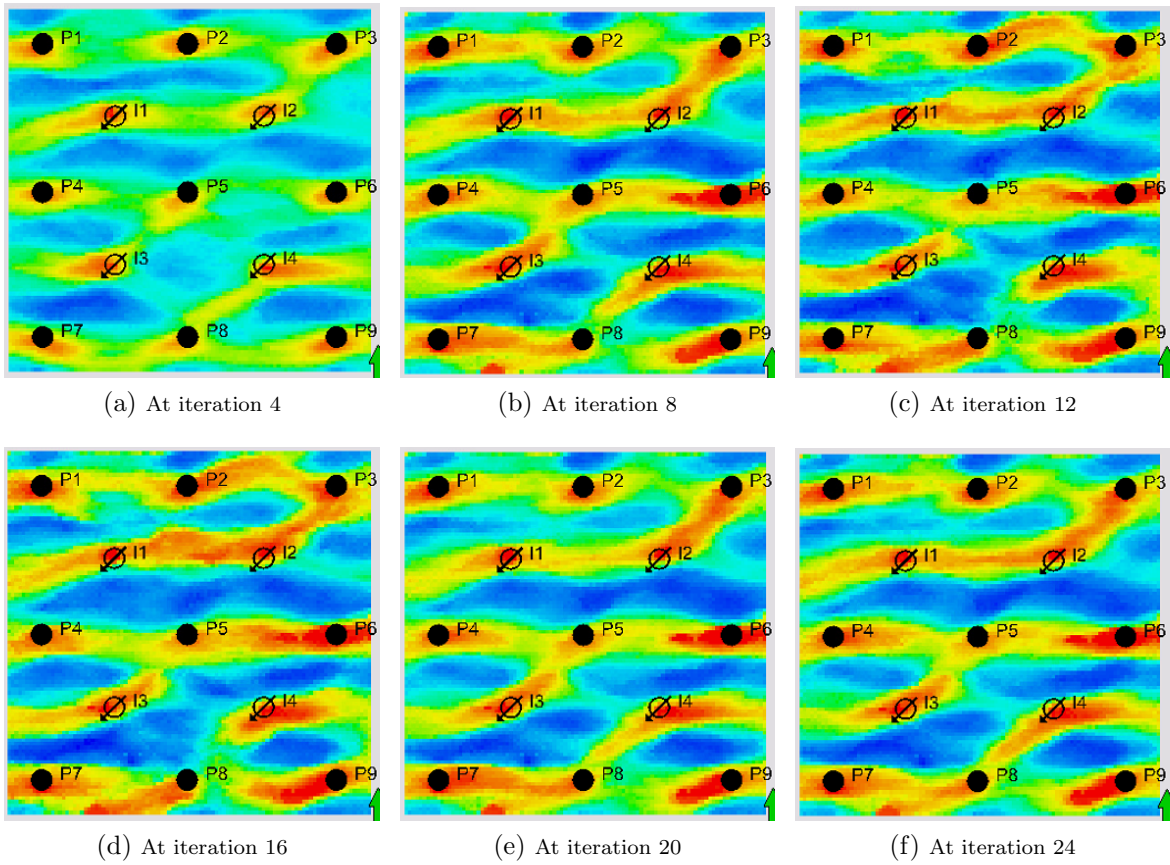 P1 P2 P3
I1 I2
P4 P5 P6
I3 I4
P7 P8 P9
P1 P2 P3
I1 I2
P4 P5 P6
I3 I4
P7 P8 P9
P1 P2 P3
I1 I2
P4 P5 P6
I3 I4
P7 P8 P9
(a) At iteration 4
(b) At iteration 8
(c) At iteration 12
P1 P2 P3
I1 I2
P4 P5 P6
I3 I4
P7 P8 P9
P1 P2 P3
I1 I2
P4 P5 P6
I3 I4
P7 P8 P9
P1 P2 P3
I1 I2
P4 P5 P6
I3 I4
P7 P8 P9
(d) At iteration 16
(e) At iteration 20
(f) At iteration 24